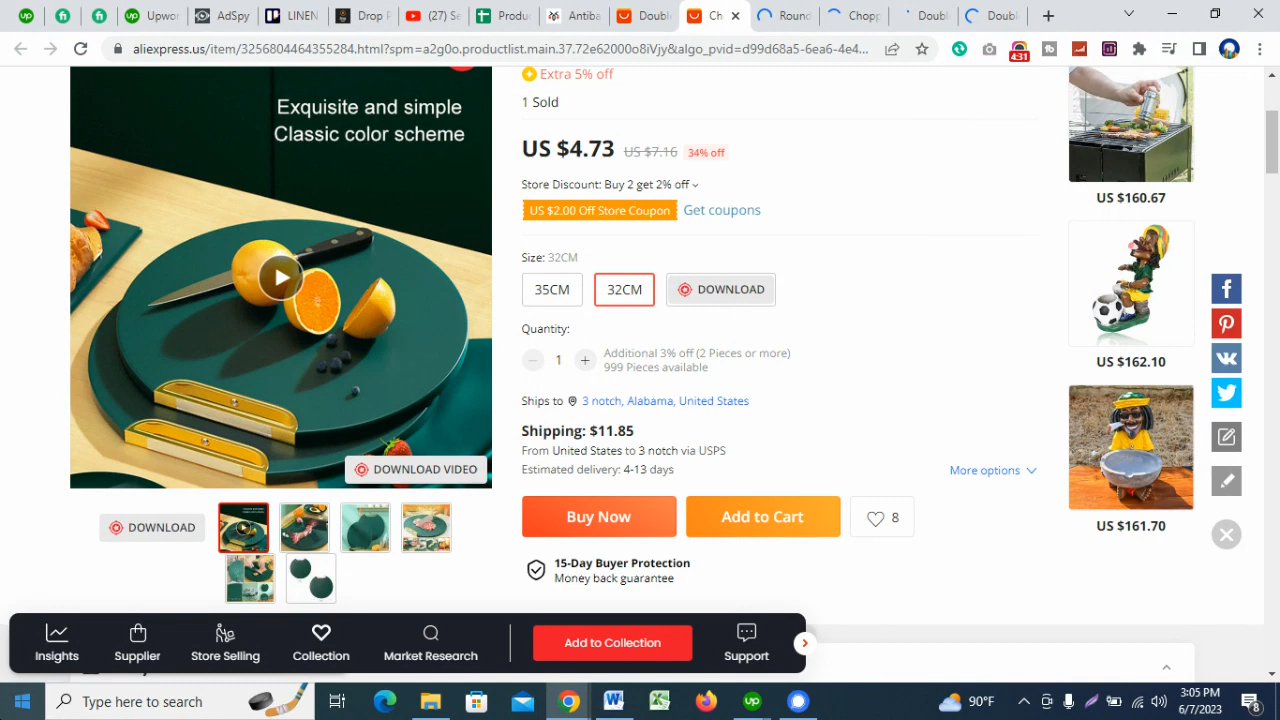 Upwor
AdSpy
LINEN
Drop F
(27) Se
Produ
Antiba
Double
Ch
Round
Chopp
Doubl
Doubl
aliexpress.us/item/3256804464355284.html?spm=a2g0o.productlist.main.37.72e62000o8iVjy&algo_pvid=d99d68a5-6ea6-4e4...
4:31
Exquisite and simple
Classic color scheme
DOWNLOAD VIDEO
DOWNLOAD
Extra 5% off
1 Sold
US $4.73 US $7.16 34% off
Store Discount: Buy 2 get 2% off
US $2.00 Off Store Coupon Get coupons
Size: 32CM
35CM 32CM DOWNLOAD
Quantity:
1
Additional 3% off (2 Pieces or more)
999 Pieces available
Ships to 3 notch, Alabama, United States
Shipping: $11.85
From United States to 3 notch via USPS
Estimated delivery: 4-13 days More options
Buy Now Add to Cart 8
15-Day Buyer Protection
Money back guarantee
US $160.67
US $162.10
US $161.70
Insights Supplier Store Selling Collection Market Research Add to Collection Support
Type here to search
90°F
3:05 PM
6/7/2023
8